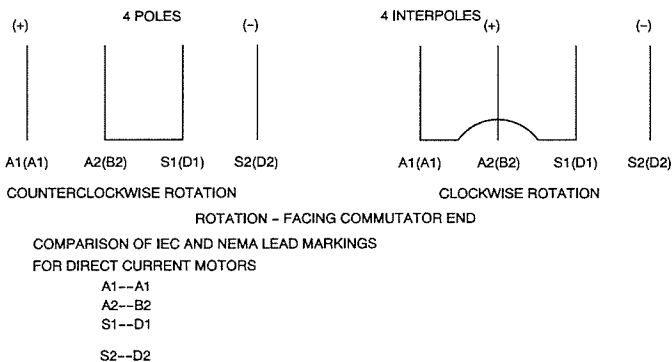 4 POLES
4 INTERPOLES
(+) (-) (+) (-)
A1(A1) A2(B2) S1(D1) S2(D2) A1(A1) A2(B2) S1(D1) S2(D2)
COUNTERCLOCKWISE ROTATION
CLOCKWISE ROTATION
ROTATION - FACING COMMUTATOR END
COMPARISON OF IEC AND NEMA LEAD MARKINGS
FOR DIRECT CURRENT MOTORS
A1--A1
A2--B2
S1--D1
S2--D2